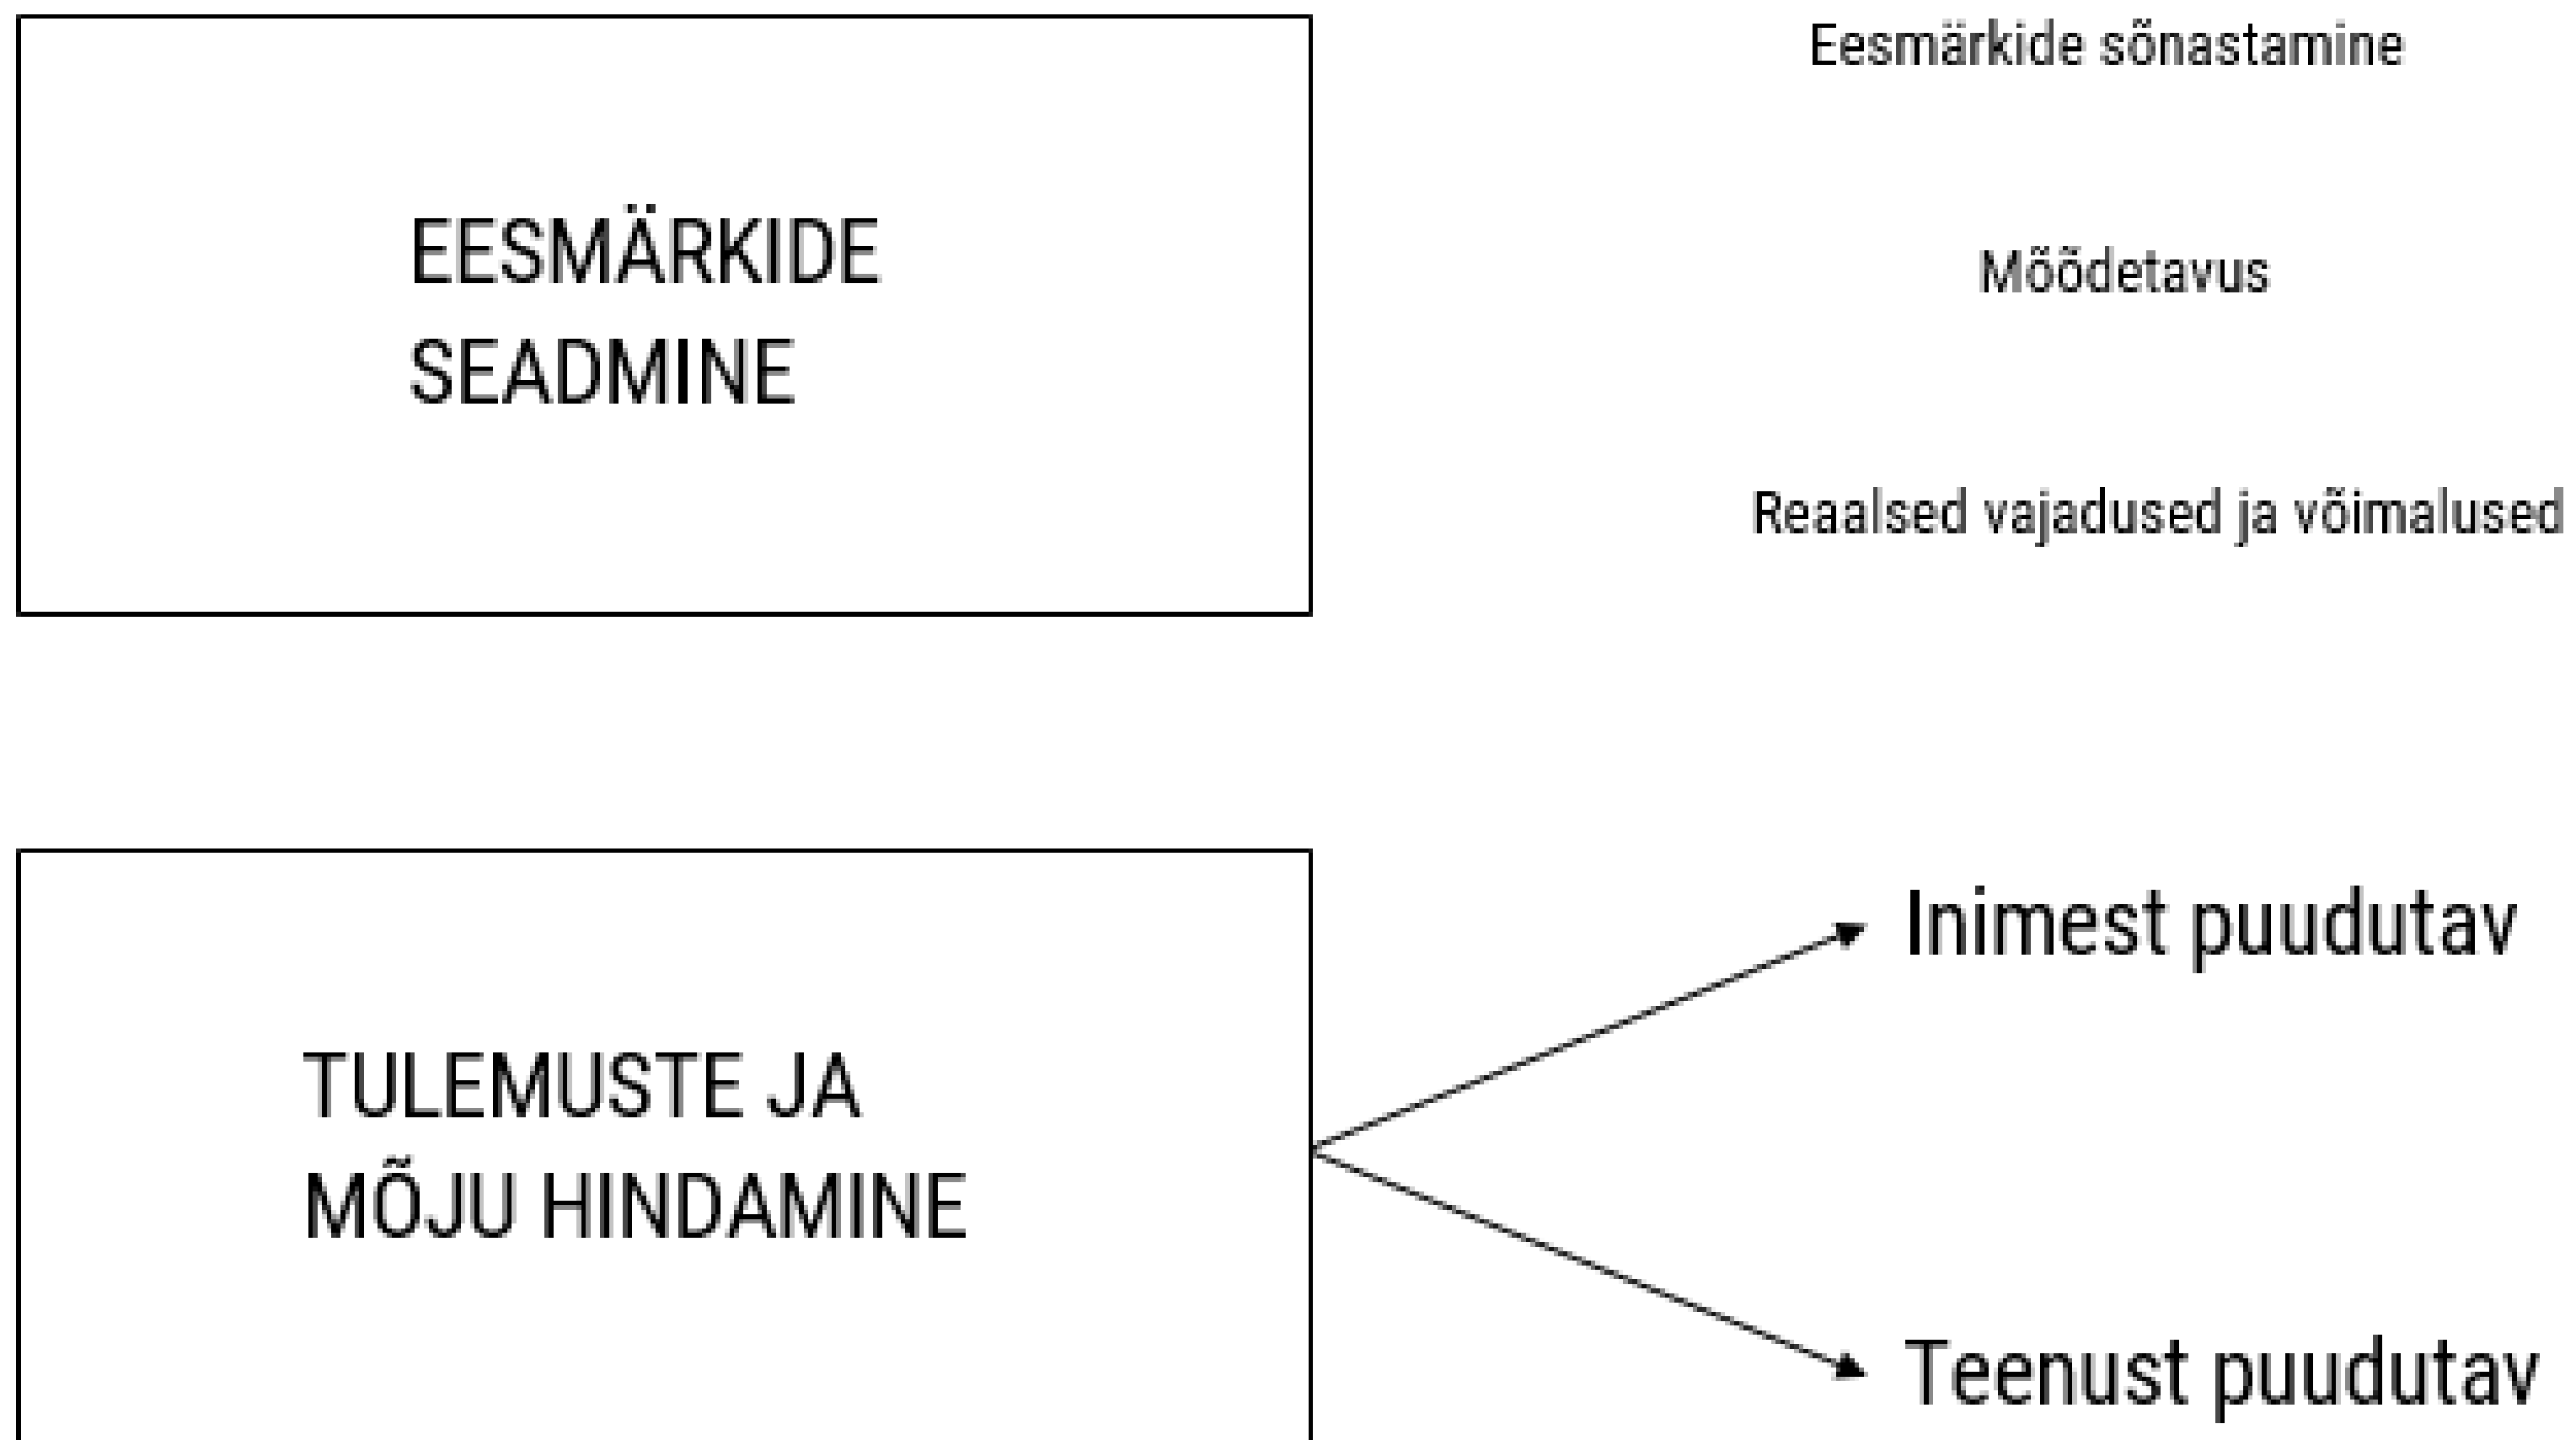 EESMÄRKIDE
SEADMINE
Eesmärkide sõnastamine
Mõõdetavus
Reaalsed vajadused ja võimalused
TULEMUSTE JA
MÕJU HINDAMINE
Inimest puudutav
Teenust puudutav